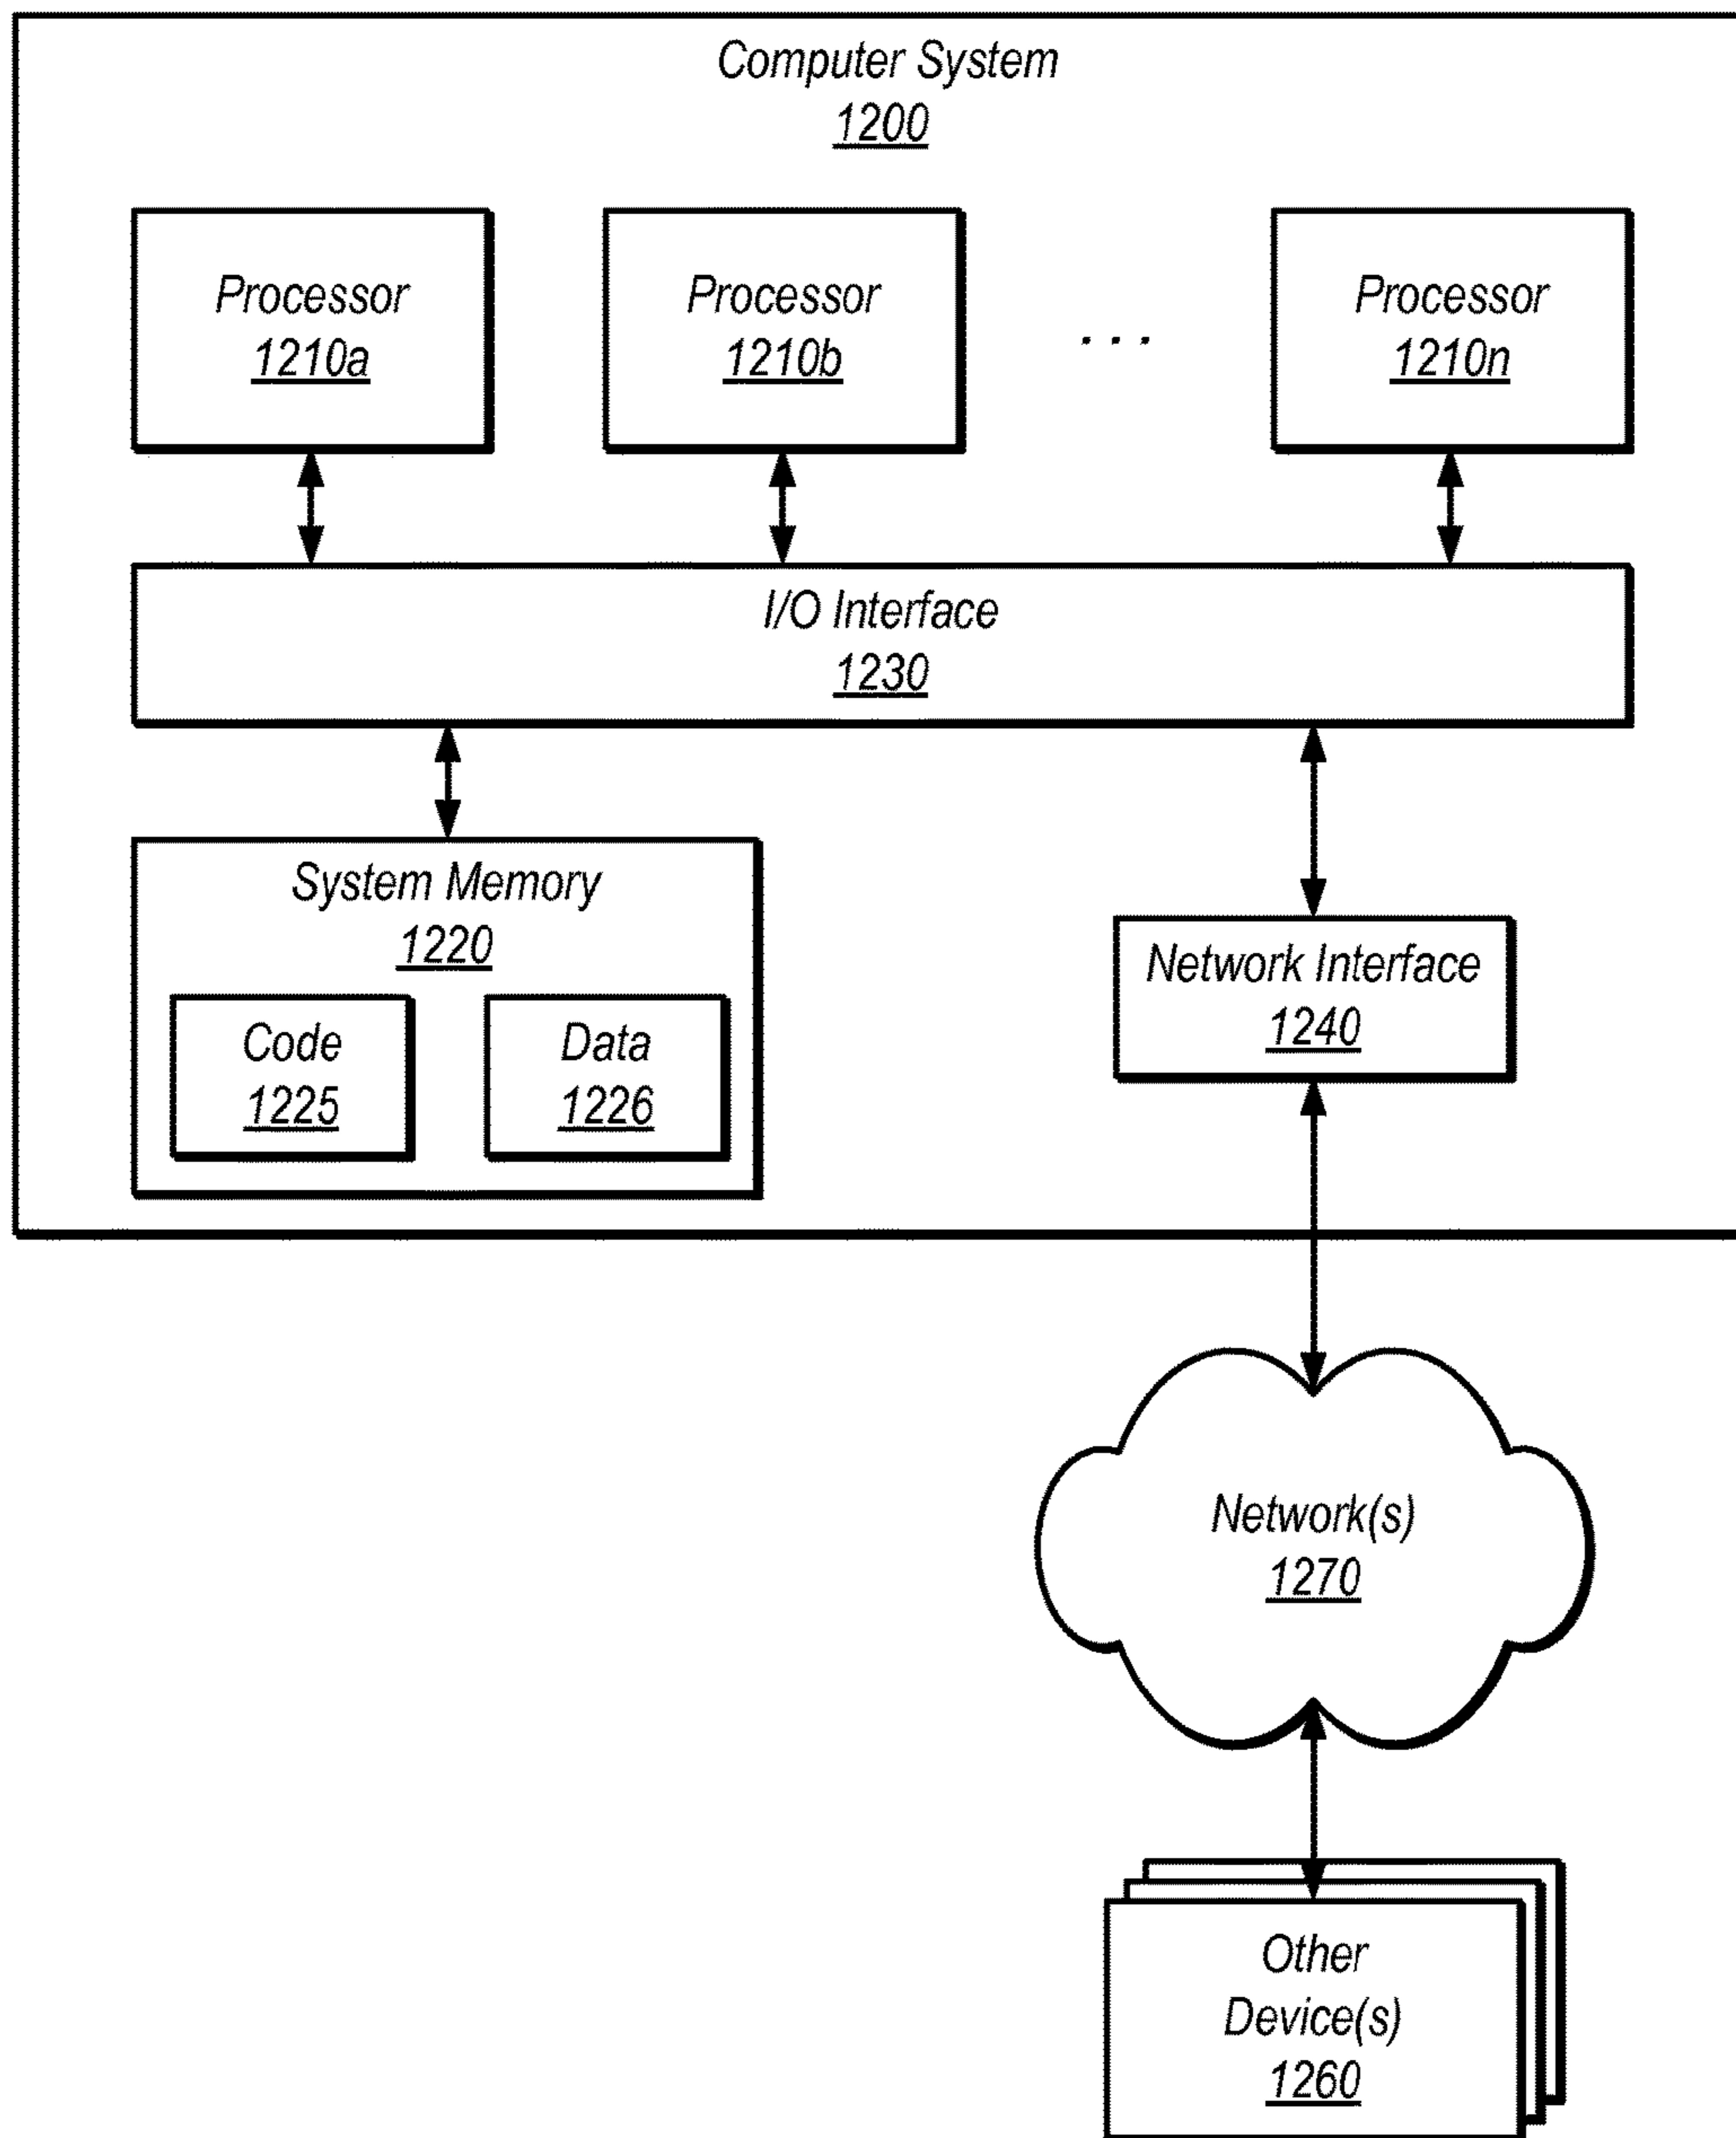 Computer System
1200
Processor
1210a
Processor
1210b
. . .
Processor
1210n
I/O Interface
1230
System Memory
1220
Code
1225
Data
1226
Network Interface
1240
Network(s)
1270
Other
Device(s)
1260